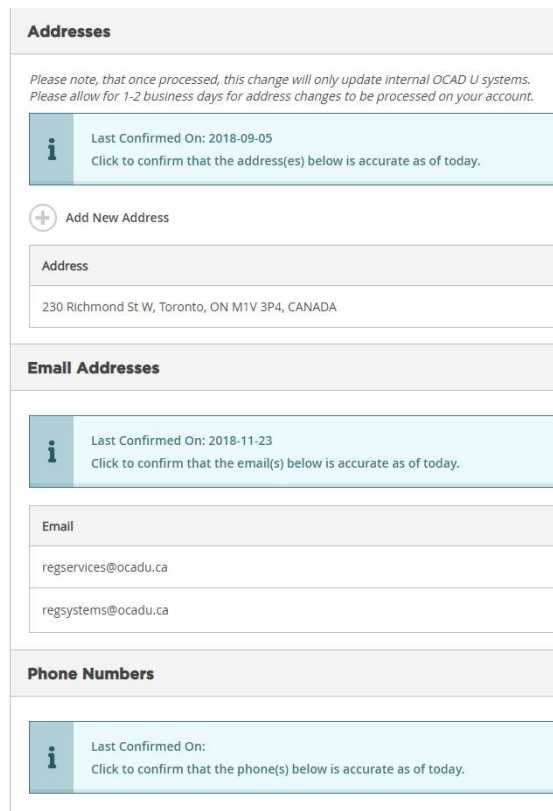 Addresses
Please note, that once processed, this change will only update internal OCAD U systems.
Please allow for 1-2 business days for address changes to be processed on your account.
Last Confirmed On: 2018-09-05
Click to confirm that the address(es) below is accurate as of today.
Add New Address
Address
230 Richmond St W, Toronto, ON M1V 3P4, CANADA
Email Addresses
Last Confirmed On: 2018-11-23
Click to confirm that the email(s) below is accurate as of today.
Email
regservices@ocadu.ca
regsystems@ocadu.ca
Phone Numbers
Last Confirmed On:
Click to confirm that the phone(s) below is accurate as of today.